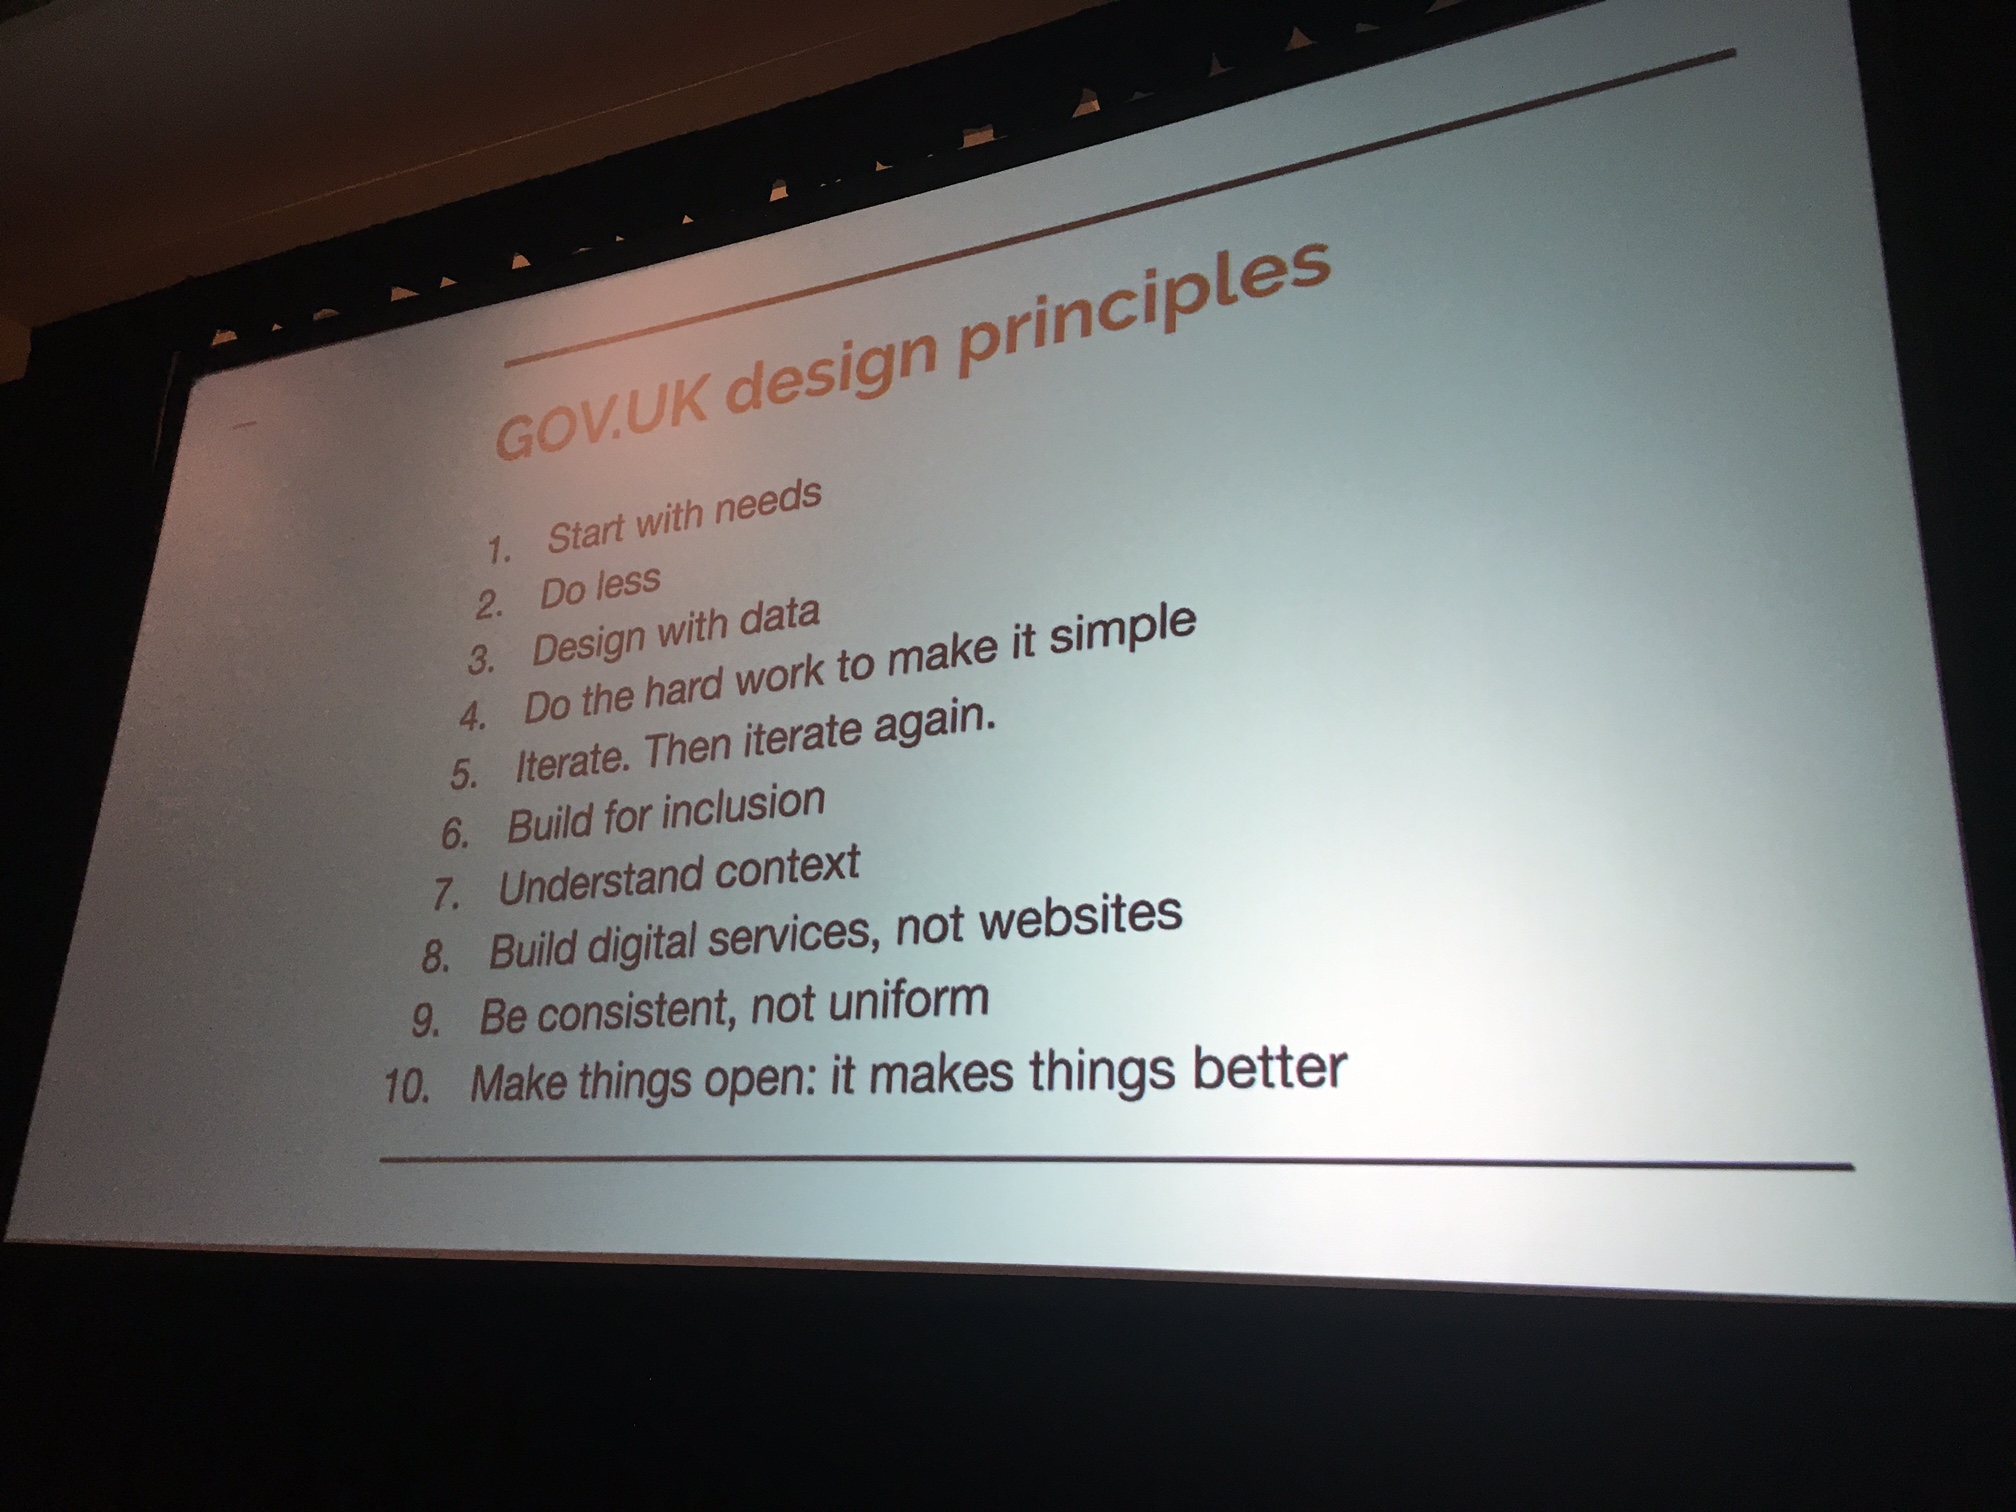 GOV.UK design principles
1. Start with needs
2. Do less
3. Design with data
4. Do the hard work to make it simple
5. Iterate. Then iterate again.
6. Build for inclusion
7. Understand context
8. Build digital services, not websites
9. Be consistent, not uniform
10. Make things open: it makes things better